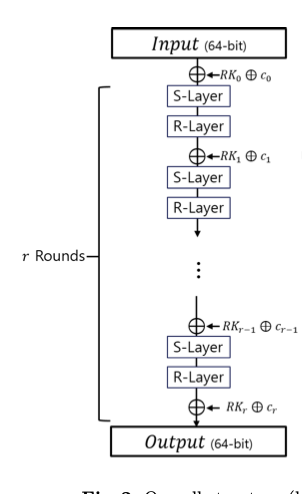 Input (64-bit)
RK₀ ⊕ c₀
S-Layer
R-Layer
RK₁ ⊕ c₁
S-Layer
R-Layer
r Rounds
⋮
RKᵣ₋₁ ⊕ cᵣ₋₁
S-Layer
R-Layer
RKᵣ ⊕ cᵣ
Output (64-bit)